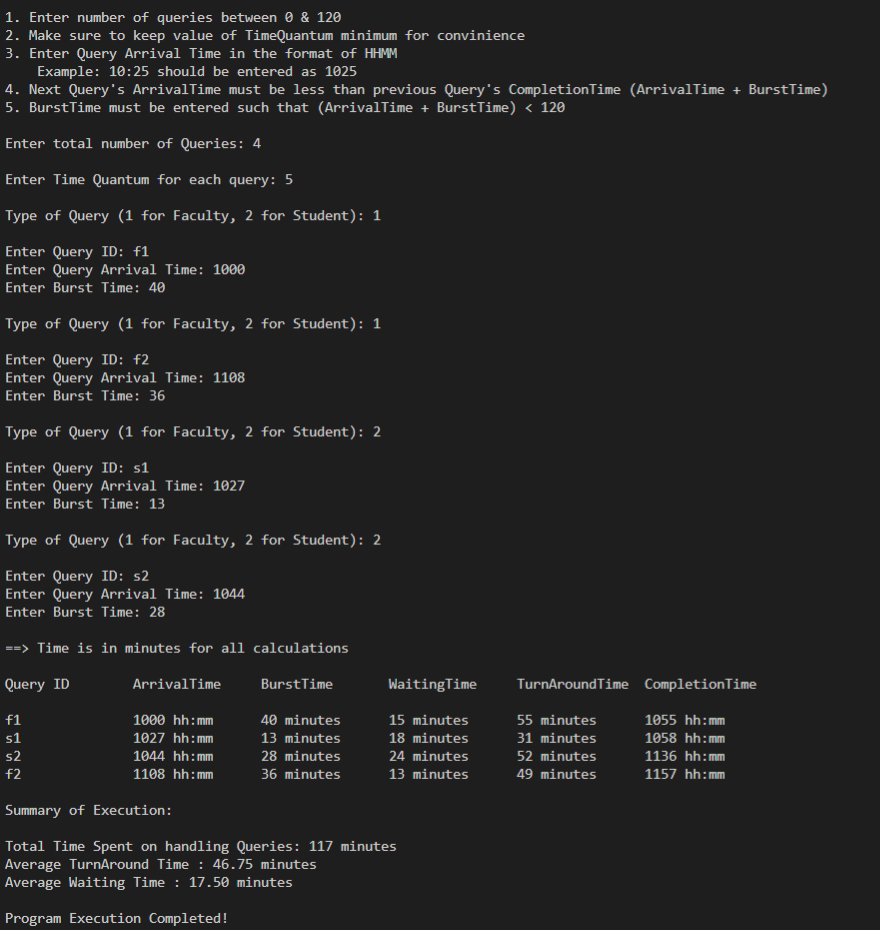 1. Enter number of queries between 0 & 120
2. Make sure to keep value of TimeQuantum minimum for convinience
3. Enter Query Arrival Time in the format of HHMM
Example: 10:25 should be entered as 1025
4. Next Query's ArrivalTime must be less than previous Query's CompletionTime (ArrivalTime + BurstTime)
5. BurstTime must be entered such that (ArrivalTime + BurstTime) < 120
Enter total number of Queries: 4
Enter Time Quantum for each query: 5
Type of Query (1 for Faculty, 2 for Student): 1
Enter Query ID: f1
Enter Query Arrival Time: 1000
Enter Burst Time: 40
Type of Query (1 for Faculty, 2 for Student): 1
Enter Query ID: f2
Enter Query Arrival Time: 1108
Enter Burst Time: 36
Type of Query (1 for Faculty, 2 for Student): 2
Enter Query ID: s1
Enter Query Arrival Time: 1027
Enter Burst Time: 13
Type of Query (1 for Faculty, 2 for Student): 2
Enter Query ID: s2
Enter Query Arrival Time: 1044
Enter Burst Time: 28
==> Time is in minutes for all calculations
Query ID ArrivalTime BurstTime WaitingTime TurnAroundTime CompletionTime
f1 1000 hh:mm 40 minutes 15 minutes 55 minutes 1055 hh:mm
s1 1027 hh:mm 13 minutes 18 minutes 31 minutes 1058 hh:mm
s2 1044 hh:mm 28 minutes 24 minutes 52 minutes 1136 hh:mm
f2 1108 hh:mm 36 minutes 13 minutes 49 minutes 1157 hh:mm
Summary of Execution:
Total Time Spent on handling Queries: 117 minutes
Average TurnAround Time : 46.75 minutes
Average Waiting Time : 17.50 minutes
Program Execution Completed!